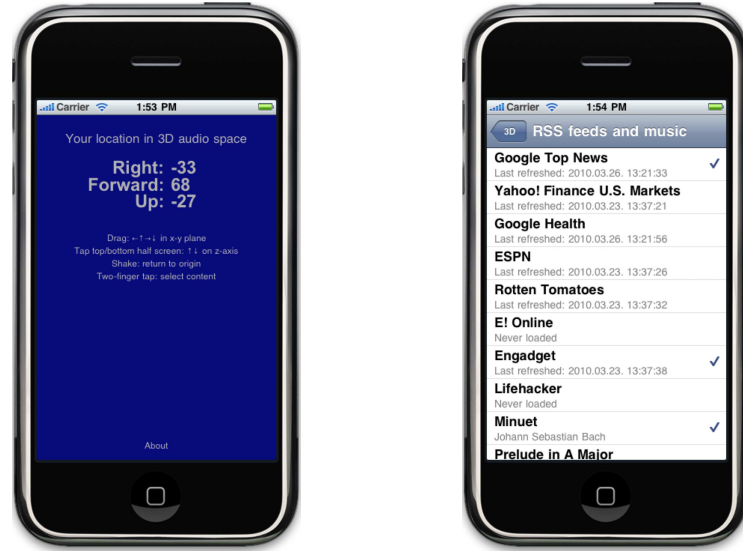 Carrier 1:53 PM
Your location in 3D audio space
Right: -33
Forward: 68
Up: -27
Drag: ←↑→↓ in x-y plane
Tap top/bottom half screen: ↑↓ on z-axis
Shake: return to origin
Two-finger tap: select content
About
Carrier 1:54 PM
3D RSS feeds and music
Google Top News
Last refreshed: 2010.03.26. 13:21:33
Yahoo! Finance U.S. Markets
Last refreshed: 2010.03.23. 13:37:21
Google Health
Last refreshed: 2010.03.26. 13:21:56
ESPN
Last refreshed: 2010.03.23. 13:37:26
Rotten Tomatoes
Last refreshed: 2010.03.23. 13:37:32
E! Online
Never loaded
Engadget
Last refreshed: 2010.03.23. 13:37:38
Lifehacker
Never loaded
Minuet
Johann Sebastian Bach
Prelude in A Major